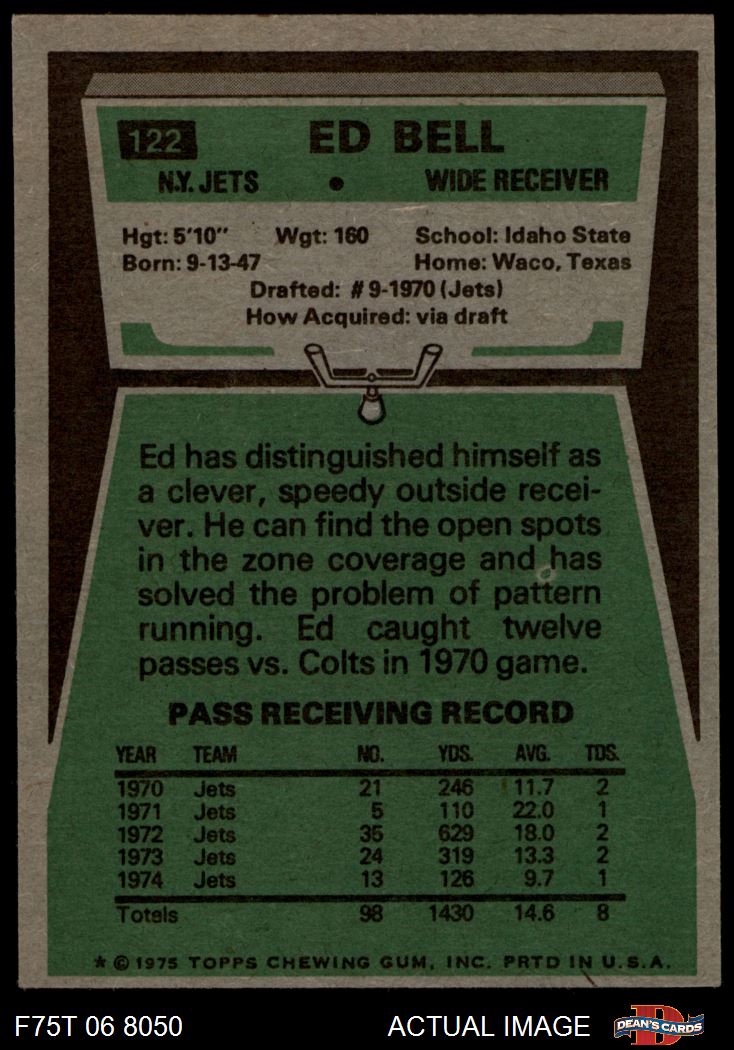 122 ED BELL
N.Y. JETS • WIDE RECEIVER
Hgt: 5'10" Wgt: 160 School: Idaho State
Born: 9-13-47 Home: Waco, Texas
Drafted: #9-1970 (Jets)
How Acquired: via draft
Ed has distinguished himself as
a clever, speedy outside recei-
ver. He can find the open spots
in the zone coverage and has
solved the problem of pattern
running. Ed caught twelve
passes vs. Colts in 1970 game.
PASS RECEIVING RECORD
YEAR TEAM NO. YDS. AVG. TDS.
1970 Jets 21 246 11.7 2
1971 Jets 5 110 22.0 1
1972 Jets 35 629 18.0 2
1973 Jets 24 319 13.3 2
1974 Jets 13 126 9.7 1
Totals 98 1430 14.6 8
* © 1975 TOPPS CHEWING GUM, INC. PRTD IN U.S.A.
F75T 06 8050 ACTUAL IMAGE DEAN'S CARDS